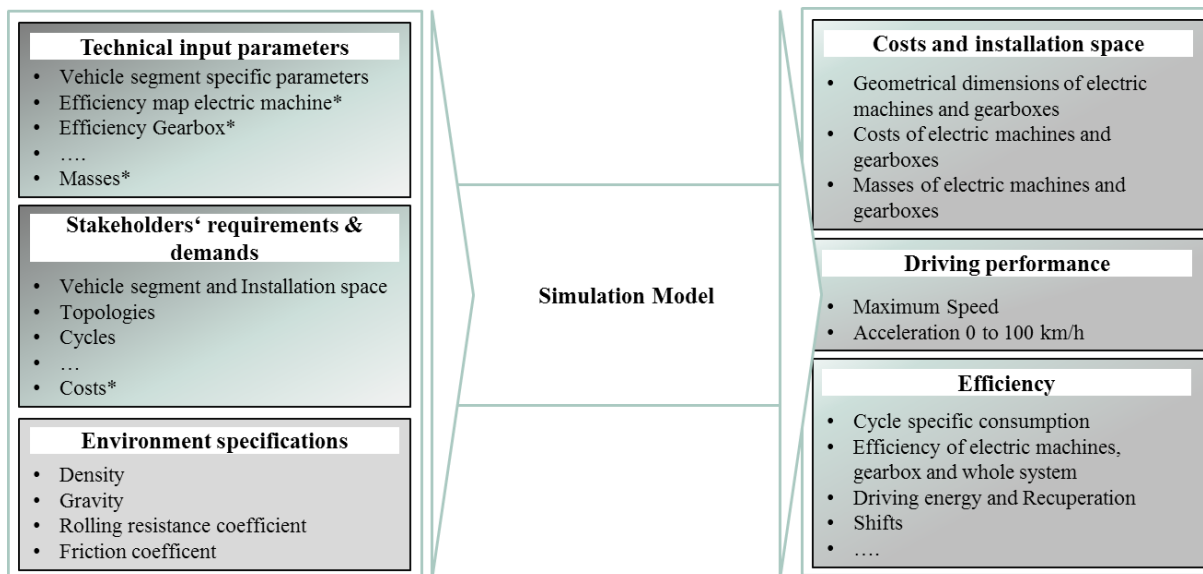 Technical input parameters
• Vehicle segment specific parameters
• Efficiency map electric machine*
• Efficiency Gearbox*
• ….
• Masses*
Stakeholders‘ requirements &
demands
• Vehicle segment and Installation space
• Topologies
• Cycles
• …
• Costs*
Environment specifications
• Density
• Gravity
• Rolling resistance coefficient
• Friction coefficent
Simulation Model
Costs and installation space
• Geometrical dimensions of electric
machines and gearboxes
• Costs of electric machines and
gearboxes
• Masses of electric machines and
gearboxes
Driving performance
• Maximum Speed
• Acceleration 0 to 100 km/h
Efficiency
• Cycle specific consumption
• Efficiency of electric machines,
gearbox and whole system
• Driving energy and Recuperation
• Shifts
• ….